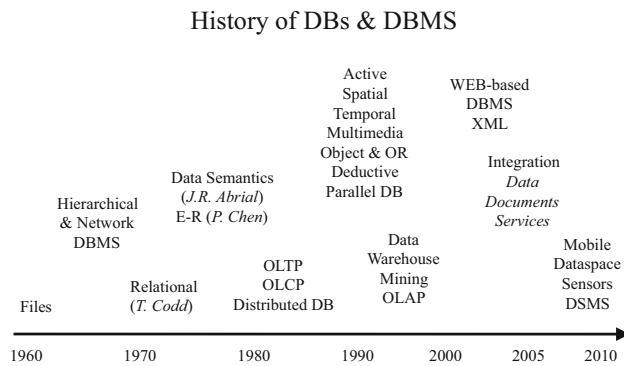 History of DBs & DBMS
Active
Spatial
Temporal
Multimedia
Object & OR
Deductive
Parallel DB
WEB-based
DBMS
XML
Data Semantics
(J.R. Abrial)
E-R (P. Chen)
Integration
Data
Documents
Services
Hierarchical
& Network
DBMS
Data
Warehouse
Mining
OLAP
Mobile
Dataspace
Sensors
DSMS
OLTP
OLCP
Distributed DB
Relational
(T. Codd)
Files
1960 1970 1980 1990 2000 2005 2010